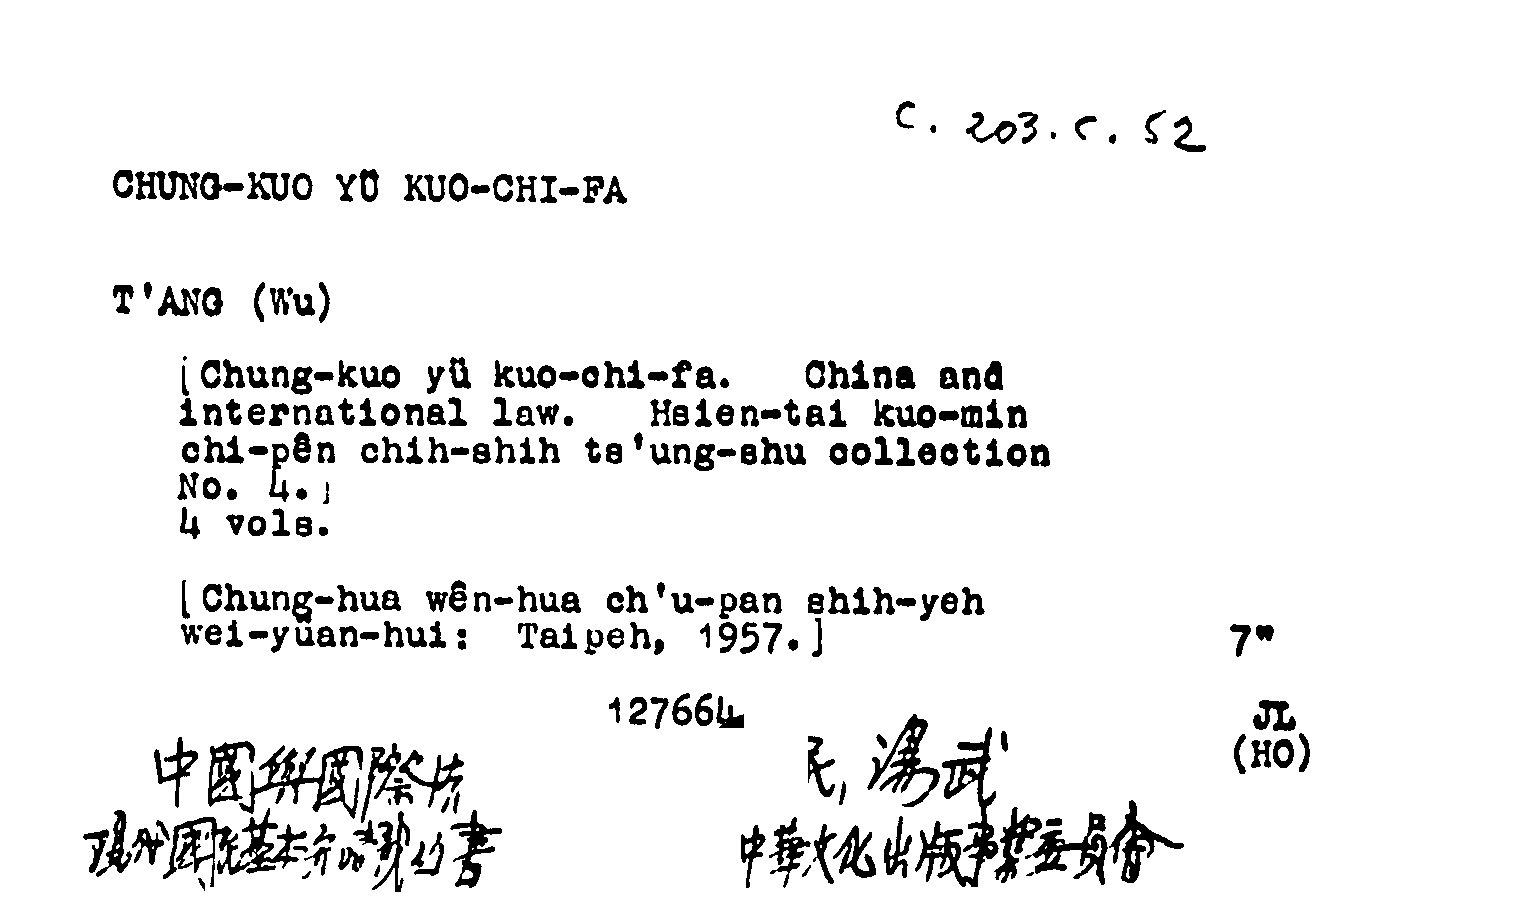 C. 203. c. 52
CHUNG-KUO YÜ KUO-CHI-FA
T'ANG (Wu)
[Chung-kuo yü kuo-chi-fa. China and
international law. Hsien-tai kuo-min
chi-pên chih-shih ts'ung-shu collection
No. 4.]
4 vols.
[Chung-hua wên-hua ch'u-pan shih-yeh
wei-yüan-hui: Taipeh, 1957.]
7"
127664
JL
(HO)
中國與國際法
民, 湯武
現代國民基本知識叢書
中華文化出版事業委員會